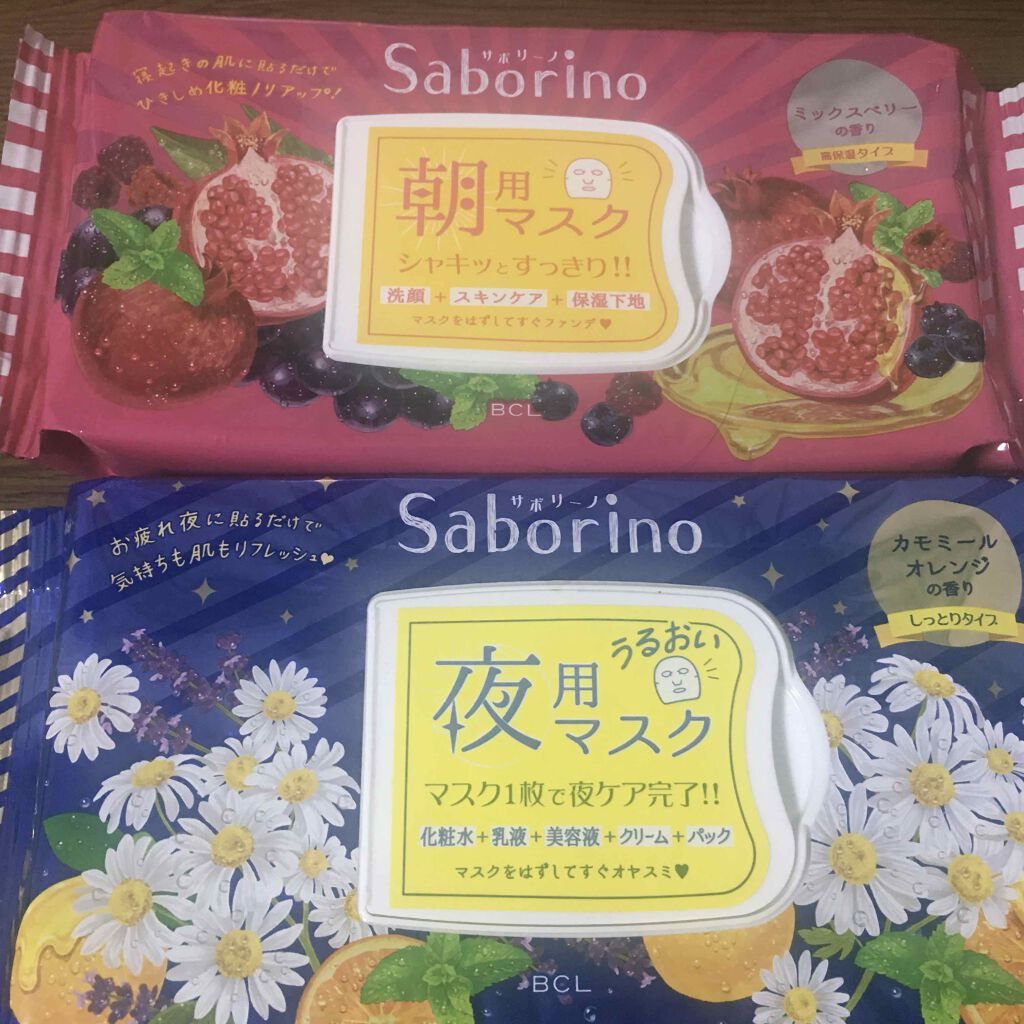 寝起きの肌に貼るだけで
ひきしめ化粧ノリアップ!
サボリーノ
Saborino
ミックスベリー
の香り
高保湿タイプ
朝用
マスク
シャキッとすっきり!!
洗顔+スキンケア+保湿下地
マスクをはずしてすぐファンデ♥
BCL
お疲れ夜に貼るだけで
気持ちも肌もリフレッシュ♥
サボリーノ
Saborino
カモミール
オレンジ
の香り
しっとりタイプ
うるおい
夜用
マスク
マスク1枚で夜ケア完了!!
化粧水+乳液+美容液+クリーム+パック
マスクをはずしてすぐオヤスミ♥
BCL